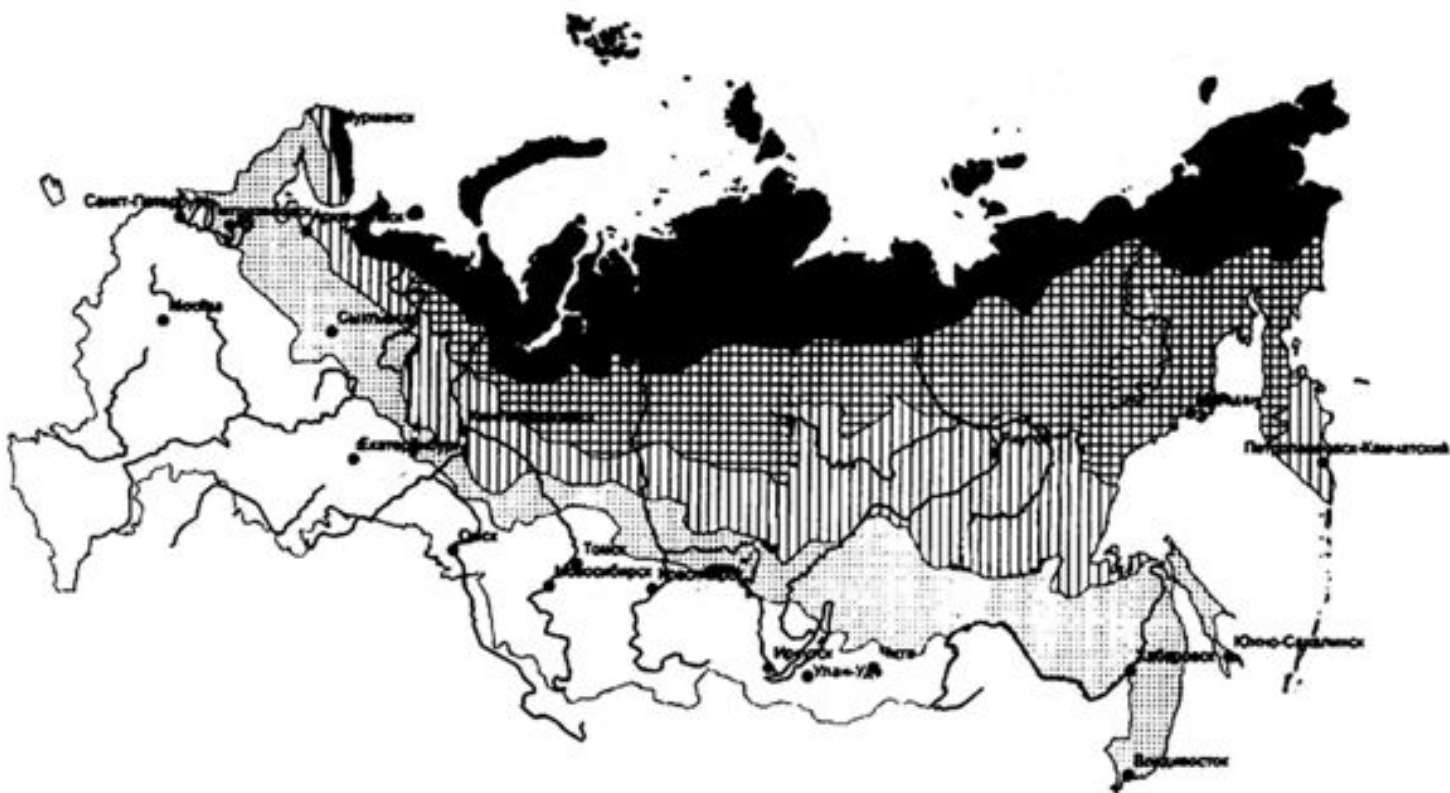 Мурманск
Санкт-Петербург
Москва
Сыктывкар
Екатеринбург
Магадан
Петропавловск-Камчатский
Омск
Томск
Новосибирск
Красноярск
Иркутск
Улан-Удэ
Чита
Хабаровск
Южно-Сахалинск
Владивосток